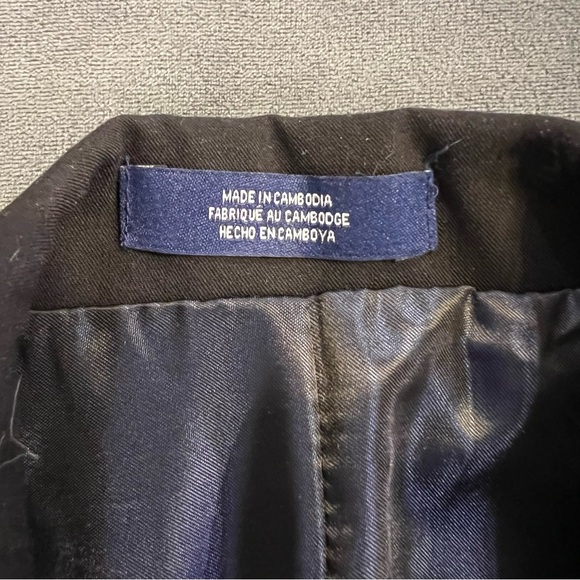 MADE IN CAMBODIA
FABRIQUÉ AU CAMBODGE
HECHO EN CAMBOYA